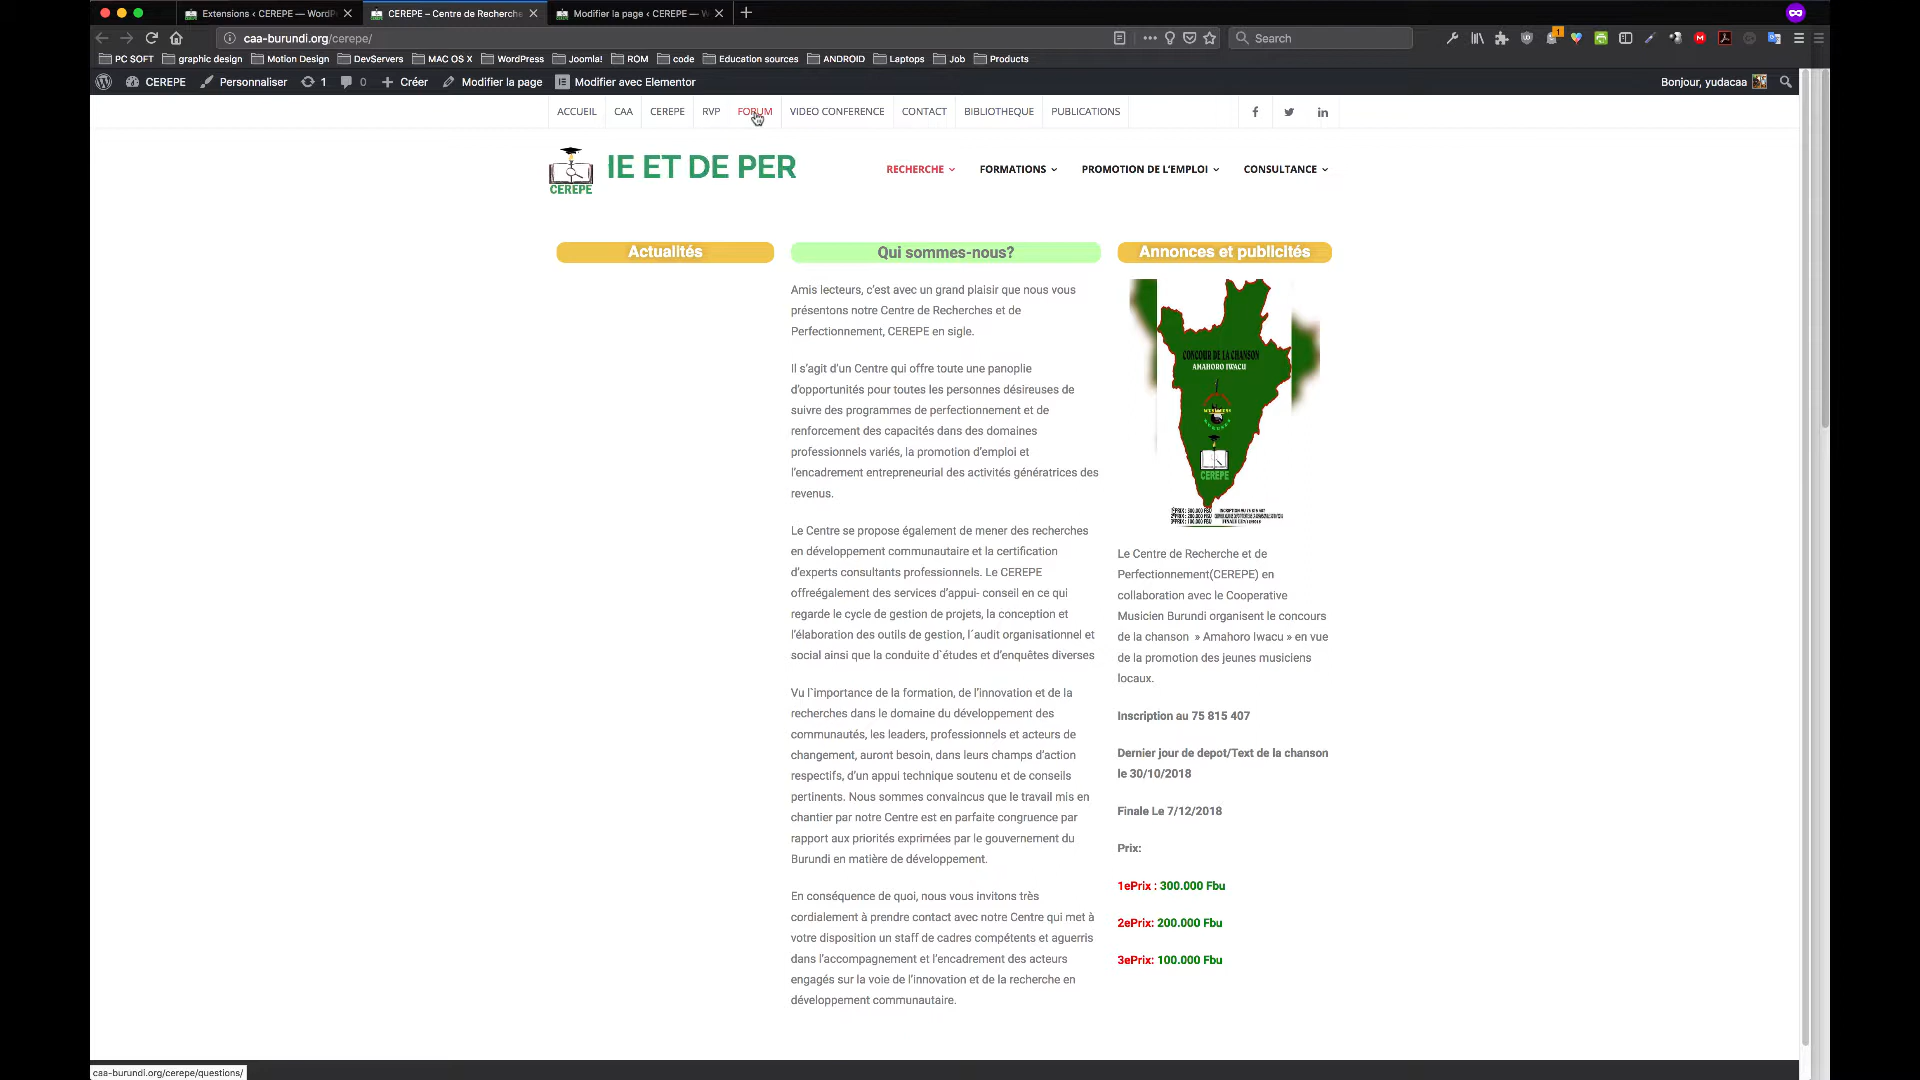 Extensions ‹ CEREPE — WordP
CEREPE – Centre de Recherche
Modifier la page ‹ CEREPE — W
caa-burundi.org/cerepe/
Search
PC SOFT
graphic design
Motion Design
DevServers
MAC OS X
WordPress
Joomla!
ROM
code
Education sources
ANDROID
Laptops
Job
Products
CEREPE
Personnaliser
1
0
Créer
Modifier la page
Modifier avec Elementor
Bonjour, yudacaa
ACCUEIL
CAA
CEREPE
RVP
FORUM
VIDEO CONFERENCE
CONTACT
BIBLIOTHEQUE
PUBLICATIONS
CEREPE
IE ET DE PER
RECHERCHE
FORMATIONS
PROMOTION DE L'EMPLOI
CONSULTANCE
Actualités
Qui sommes-nous?
Amis lecteurs, c'est avec un grand plaisir que nous vous
présentons notre Centre de Recherches et de
Perfectionnement, CEREPE en sigle.
Il s'agit d'un Centre qui offre toute une panoplie
d'opportunités pour toutes les personnes désireuses de
suivre des programmes de perfectionnement et de
renforcement des capacités dans des domaines
professionnels variés, la promotion d'emploi et
l'encadrement entrepreneurial des activités génératrices des
revenus.
Le Centre se propose également de mener des recherches
en développement communautaire et la certification
d'experts consultants professionnels. Le CEREPE
offreégalement des services d'appui- conseil en ce qui
regarde le cycle de gestion de projets, la conception et
l'élaboration des outils de gestion, l´audit organisationnel et
social ainsi que la conduite d`études et d'enquêtes diverses
Vu l`importance de la formation, de l'innovation et de la
recherches dans le domaine du développement des
communautés, les leaders, professionnels et acteurs de
changement, auront besoin, dans leurs champs d'action
respectifs, d'un appui technique soutenu et de conseils
pertinents. Nous sommes convaincus que le travail mis en
chantier par notre Centre est en parfaite congruence par
rapport aux priorités exprimées par le gouvernement du
Burundi en matière de développement.
En conséquence de quoi, nous vous invitons très
cordialement à prendre contact avec notre Centre qui met à
votre disposition un staff de cadres compétents et aguerris
dans l'accompagnement et l'encadrement des acteurs
engagés sur la voie de l'innovation et de la recherche en
développement communautaire.
Annonces et publicités
CONCOUR DE LA CHANSON
AMAHORO IWACU
CEREPE
Le Centre de Recherche et de
Perfectionnement(CEREPE) en
collaboration avec le Cooperative
Musicien Burundi organisent le concours
de la chanson » Amahoro Iwacu » en vue
de la promotion des jeunes musiciens
locaux.
Inscription au 75 815 407
Dernier jour de depot/Text de la chanson
le 30/10/2018
Finale Le 7/12/2018
Prix:
1ePrix : 300.000 Fbu
2ePrix: 200.000 Fbu
3ePrix: 100.000 Fbu
caa-burundi.org/cerepe/questions/